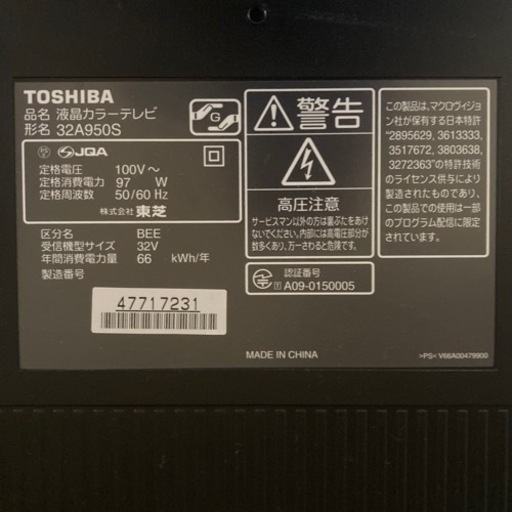 TOSHIBA
品名 液晶カラーテレビ
形名 32A950S
G
JQA
定格電圧 100V～
定格消費電力 97 W
定格周波数 50/60 Hz
株式会社 東芝
区分名 BEE
受信機型サイズ 32V
年間消費電力量 66 kWh/年
製造番号
47717231
警告
高圧注意
サービスマン以外の方は裏ぶたをあけ
ないでください。内部には高電圧部分が
数多くあり、万一さわると危険です。
認証番号
T A09-0150005
この製品は、マクロヴィジョ
ン社が保有する日本特許
"2895629, 3613333,
3517672, 3803638,
3272363"の特許技術
のライセンス供与により
製造されたものであり、こ
の製品での使用は一部
のプログラム配信に限定
されています。
MADE IN CHINA
>PS< V66A00479900